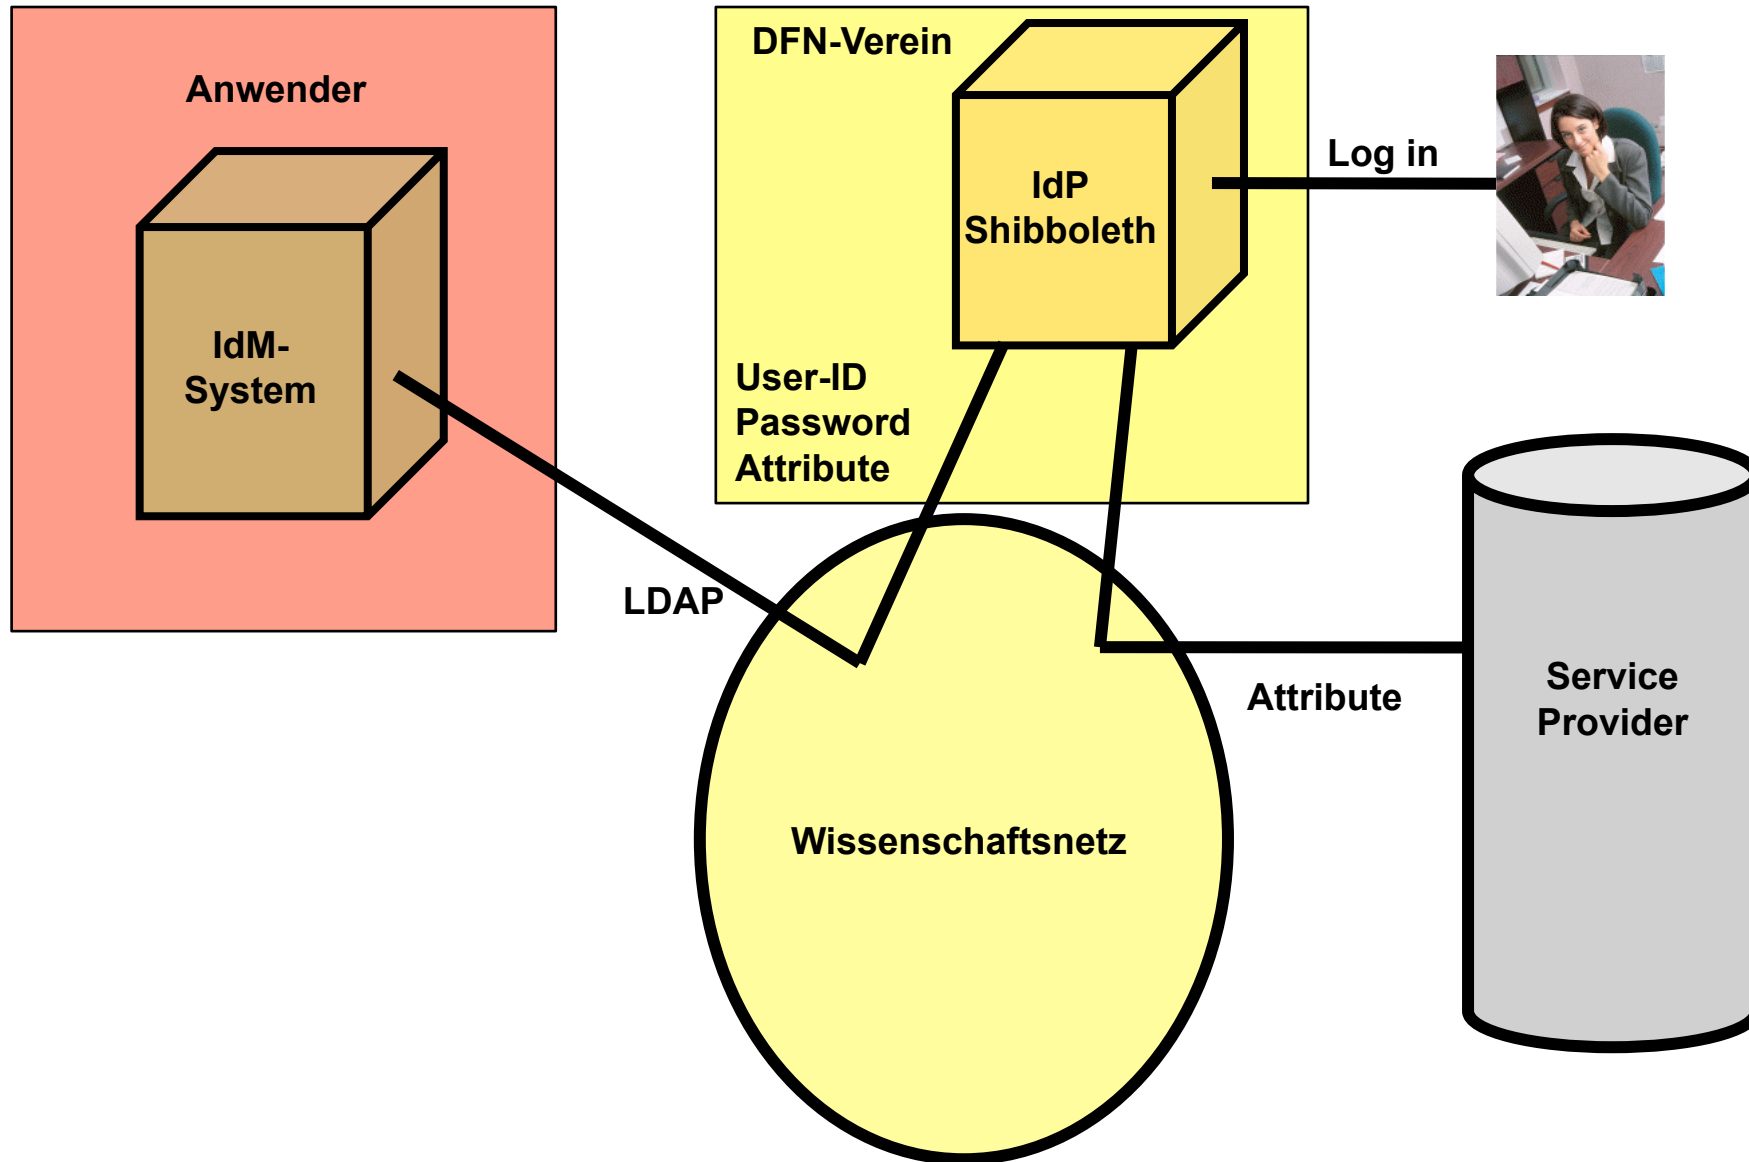 Anwender
IdM-
System
DFN-Verein
IdP
Shibboleth
User-ID
Password
Attribute
Log in
LDAP
Attribute
Service
Provider
Wissenschaftsnetz